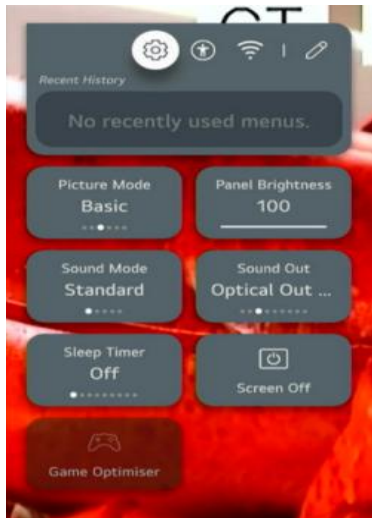 Recent History
No recently used menus.
Picture Mode
Basic
Panel Brightness
100
Sound Mode
Standard
Sound Out
Optical Out ...
Sleep Timer
Off
Screen Off
Game Optimiser